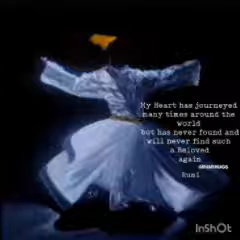 My Heart has journeyed
many times around the
world
but has never found and
will never find such
a Beloved
again
Rumi
InShOt